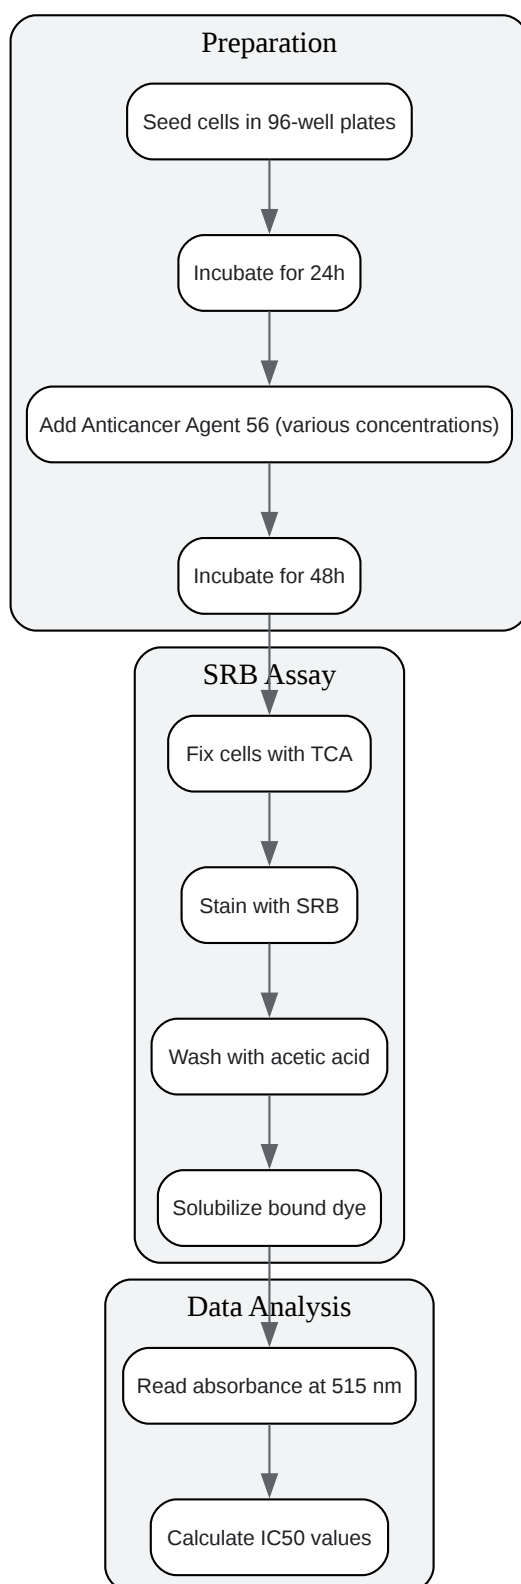 Preparation
Seed cells in 96-well plates
Incubate for 24h
Add Anticancer Agent 56 (various concentrations)
Incubate for 48h
SRB Assay
Fix cells with TCA
Stain with SRB
Wash with acetic acid
Solubilize bound dye
Data Analysis
Read absorbance at 515 nm
Calculate IC50 values